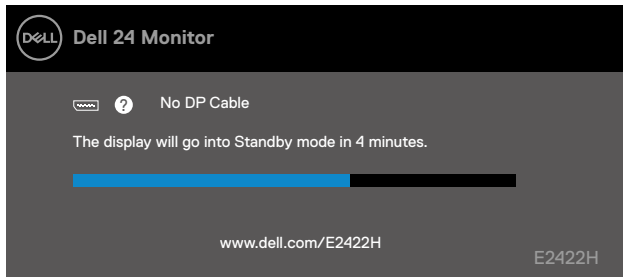 DELL Dell 24 Monitor
? No DP Cable
The display will go into Standby mode in 4 minutes.
www.dell.com/E2422H
E2422H